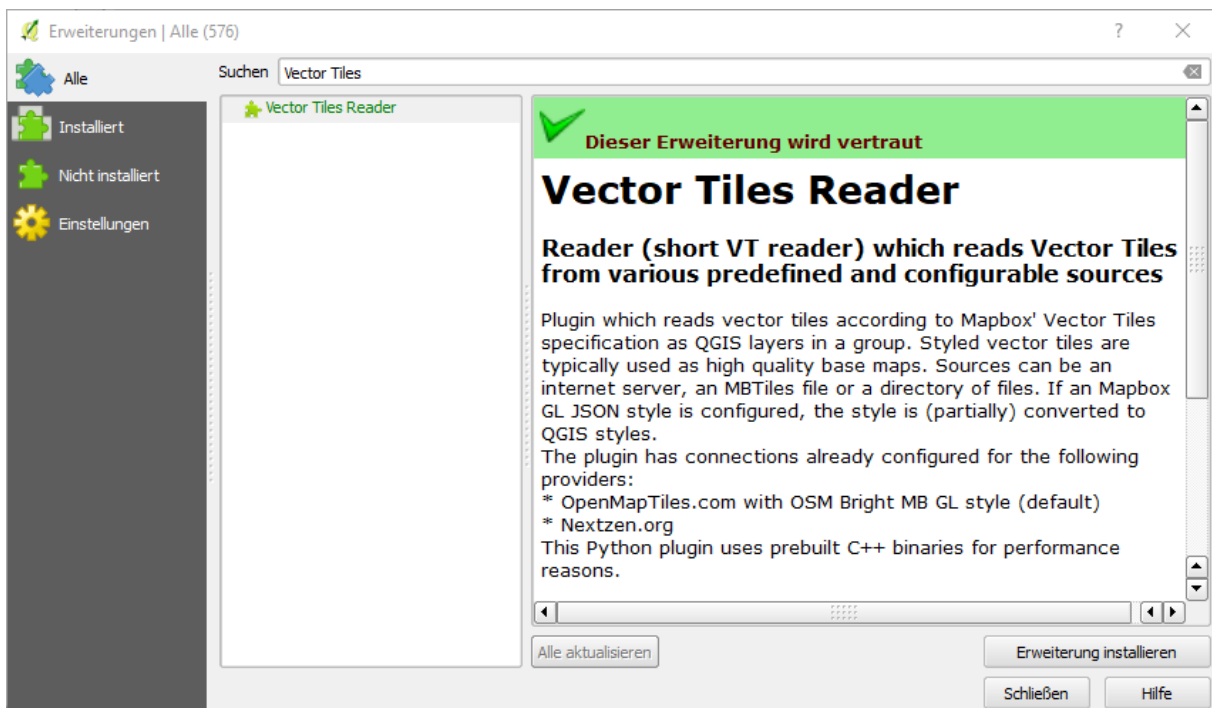 Erweiterungen | Alle (576)
?
Alle
Installiert
Nicht installiert
Einstellungen
Suchen
Vector Tiles
Vector Tiles Reader
Dieser Erweiterung wird vertraut
Vector Tiles Reader
Reader (short VT reader) which reads Vector Tiles
from various predefined and configurable sources
Plugin which reads vector tiles according to Mapbox' Vector Tiles
specification as QGIS layers in a group. Styled vector tiles are
typically used as high quality base maps. Sources can be an
internet server, an MBTiles file or a directory of files. If an Mapbox
GL JSON style is configured, the style is (partially) converted to
QGIS styles.
The plugin has connections already configured for the following
providers:
* OpenMapTiles.com with OSM Bright MB GL style (default)
* Nextzen.org
This Python plugin uses prebuilt C++ binaries for performance
reasons.
Alle aktualisieren
Erweiterung installieren
Schließen
Hilfe